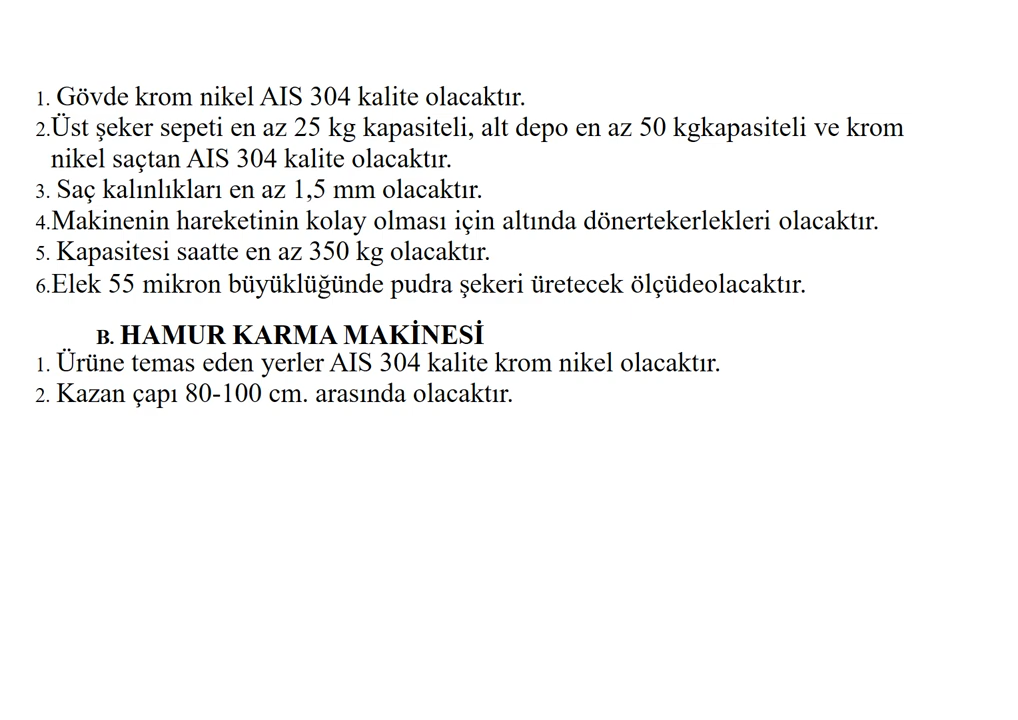 1. Gövde krom nikel AIS 304 kalite olacaktır.
2.Üst şeker sepeti en az 25 kg kapasiteli, alt depo en az 50 kgkapasiteli ve krom
nikel saçtan AIS 304 kalite olacaktır.
3. Saç kalınlıkları en az 1,5 mm olacaktır.
4.Makinenin hareketinin kolay olması için altında dönertekerlekleri olacaktır.
5. Kapasitesi saatte en az 350 kg olacaktır.
6.Elek 55 mikron büyüklüğünde pudra şekeri üretecek ölçüdeolacaktır.
B. HAMUR KARMA MAKİNESİ
1. Ürüne temas eden yerler AIS 304 kalite krom nikel olacaktır.
2. Kazan çapı 80-100 cm. arasında olacaktır.